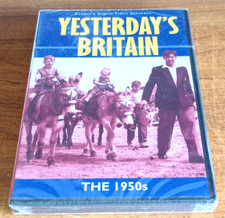 Reader's Digest Video presents
YESTERDAY'S
BRITAIN
THE 1950s